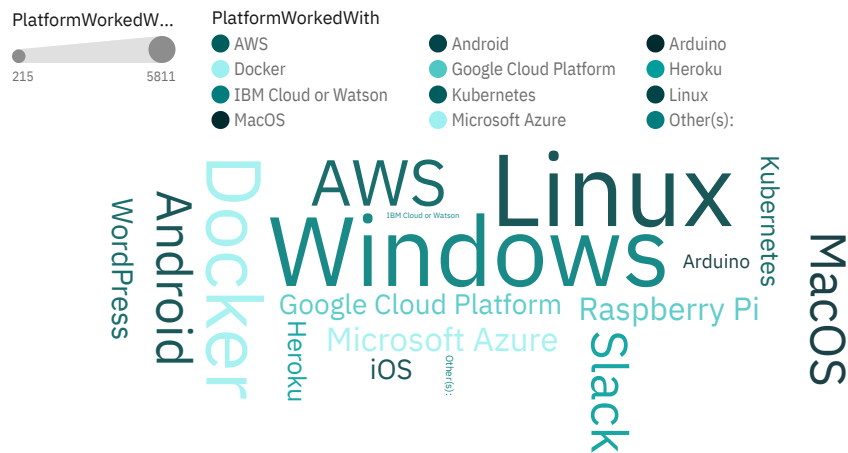 PlatformWorkedW...
215 5811
PlatformWorkedWith
AWS Android Arduino
Docker Google Cloud Platform Heroku
IBM Cloud or Watson Kubernetes Linux
MacOS Microsoft Azure Other(s):
WordPress
Android
Docker
AWS
IBM Cloud or Watson
Linux
Windows
Kubernetes
Arduino
MacOS
Google Cloud Platform
Raspberry Pi
Heroku
Microsoft Azure
iOS
Other(s):
Slack